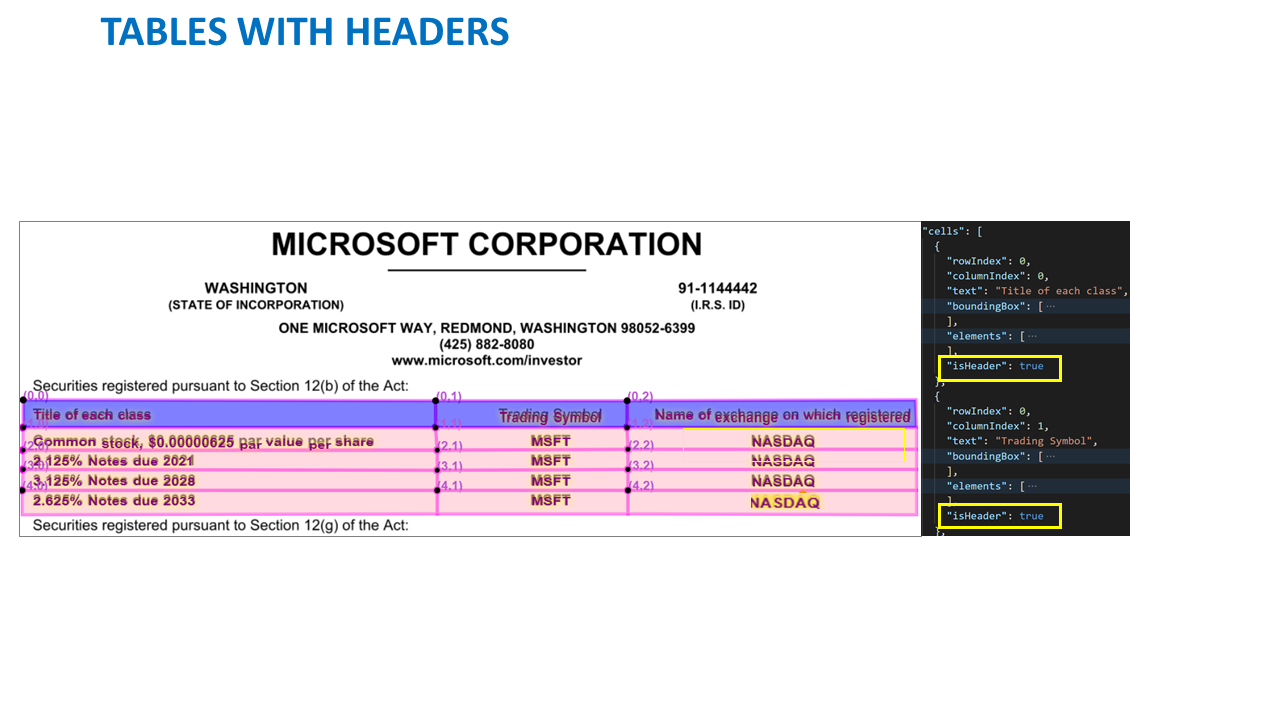 TABLES WITH HEADERS
MICROSOFT CORPORATION
WASHINGTON 91-1144442
(STATE OF INCORPORATION) (I.R.S. ID)
ONE MICROSOFT WAY, REDMOND, WASHINGTON 98052-6399
(425) 882-8080
www.microsoft.com/investor
Securities registered pursuant to Section 12(b) of the Act:
(0,0) (0,1) (0,2)
Title of each class Trading Symbol Name of exchange on which registered
(1,0) (1,1) (1,2)
Common stock, $0.00000625 par value per share MSFT NASDAQ
(2,0) (2,1) (2,2)
2.125% Notes due 2021 MSFT NASDAQ
(3,0) (3,1) (3,2)
3.125% Notes due 2028 MSFT NASDAQ
(4,0) (4,1) (4,2)
2.625% Notes due 2033 MSFT NASDAQ
Securities registered pursuant to Section 12(g) of the Act:
"cells": [
{
"rowIndex": 0,
"columnIndex": 0,
"text": "Title of each class",
"boundingBox": [ ...
],
"elements": [ ...
],
"isHeader": true
},
{
"rowIndex": 0,
"columnIndex": 1,
"text": "Trading Symbol",
"boundingBox": [ ...
],
"elements": [ ...
],
"isHeader": true
},